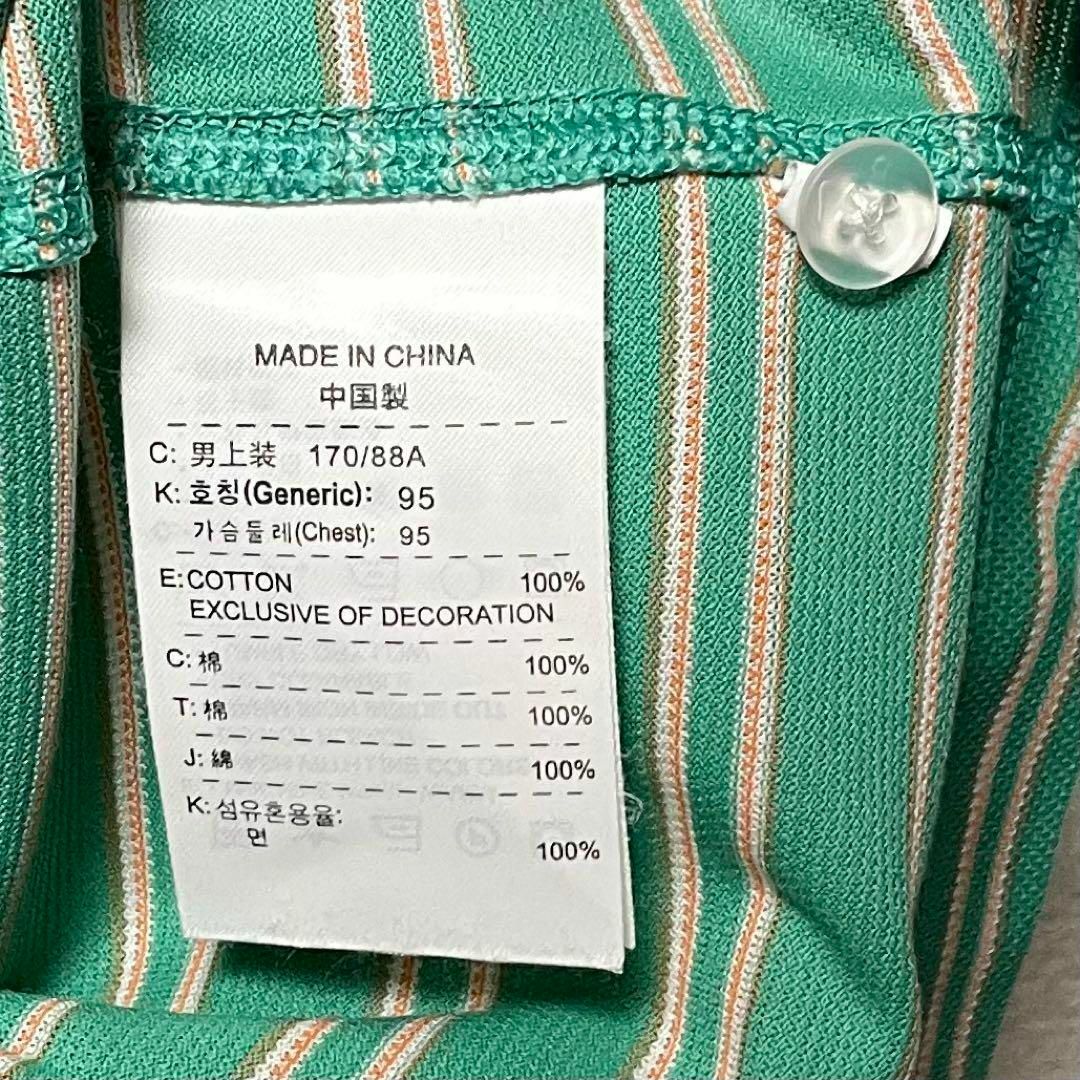 MADE IN CHINA
中国製
C: 男上装 170/88A
K: 호칭(Generic): 95
가슴둘레(Chest): 95
E:COTTON 100%
EXCLUSIVE OF DECORATION
C: 棉 100%
T: 棉 100%
J: 綿 100%
K: 섬유혼용율:
면 100%